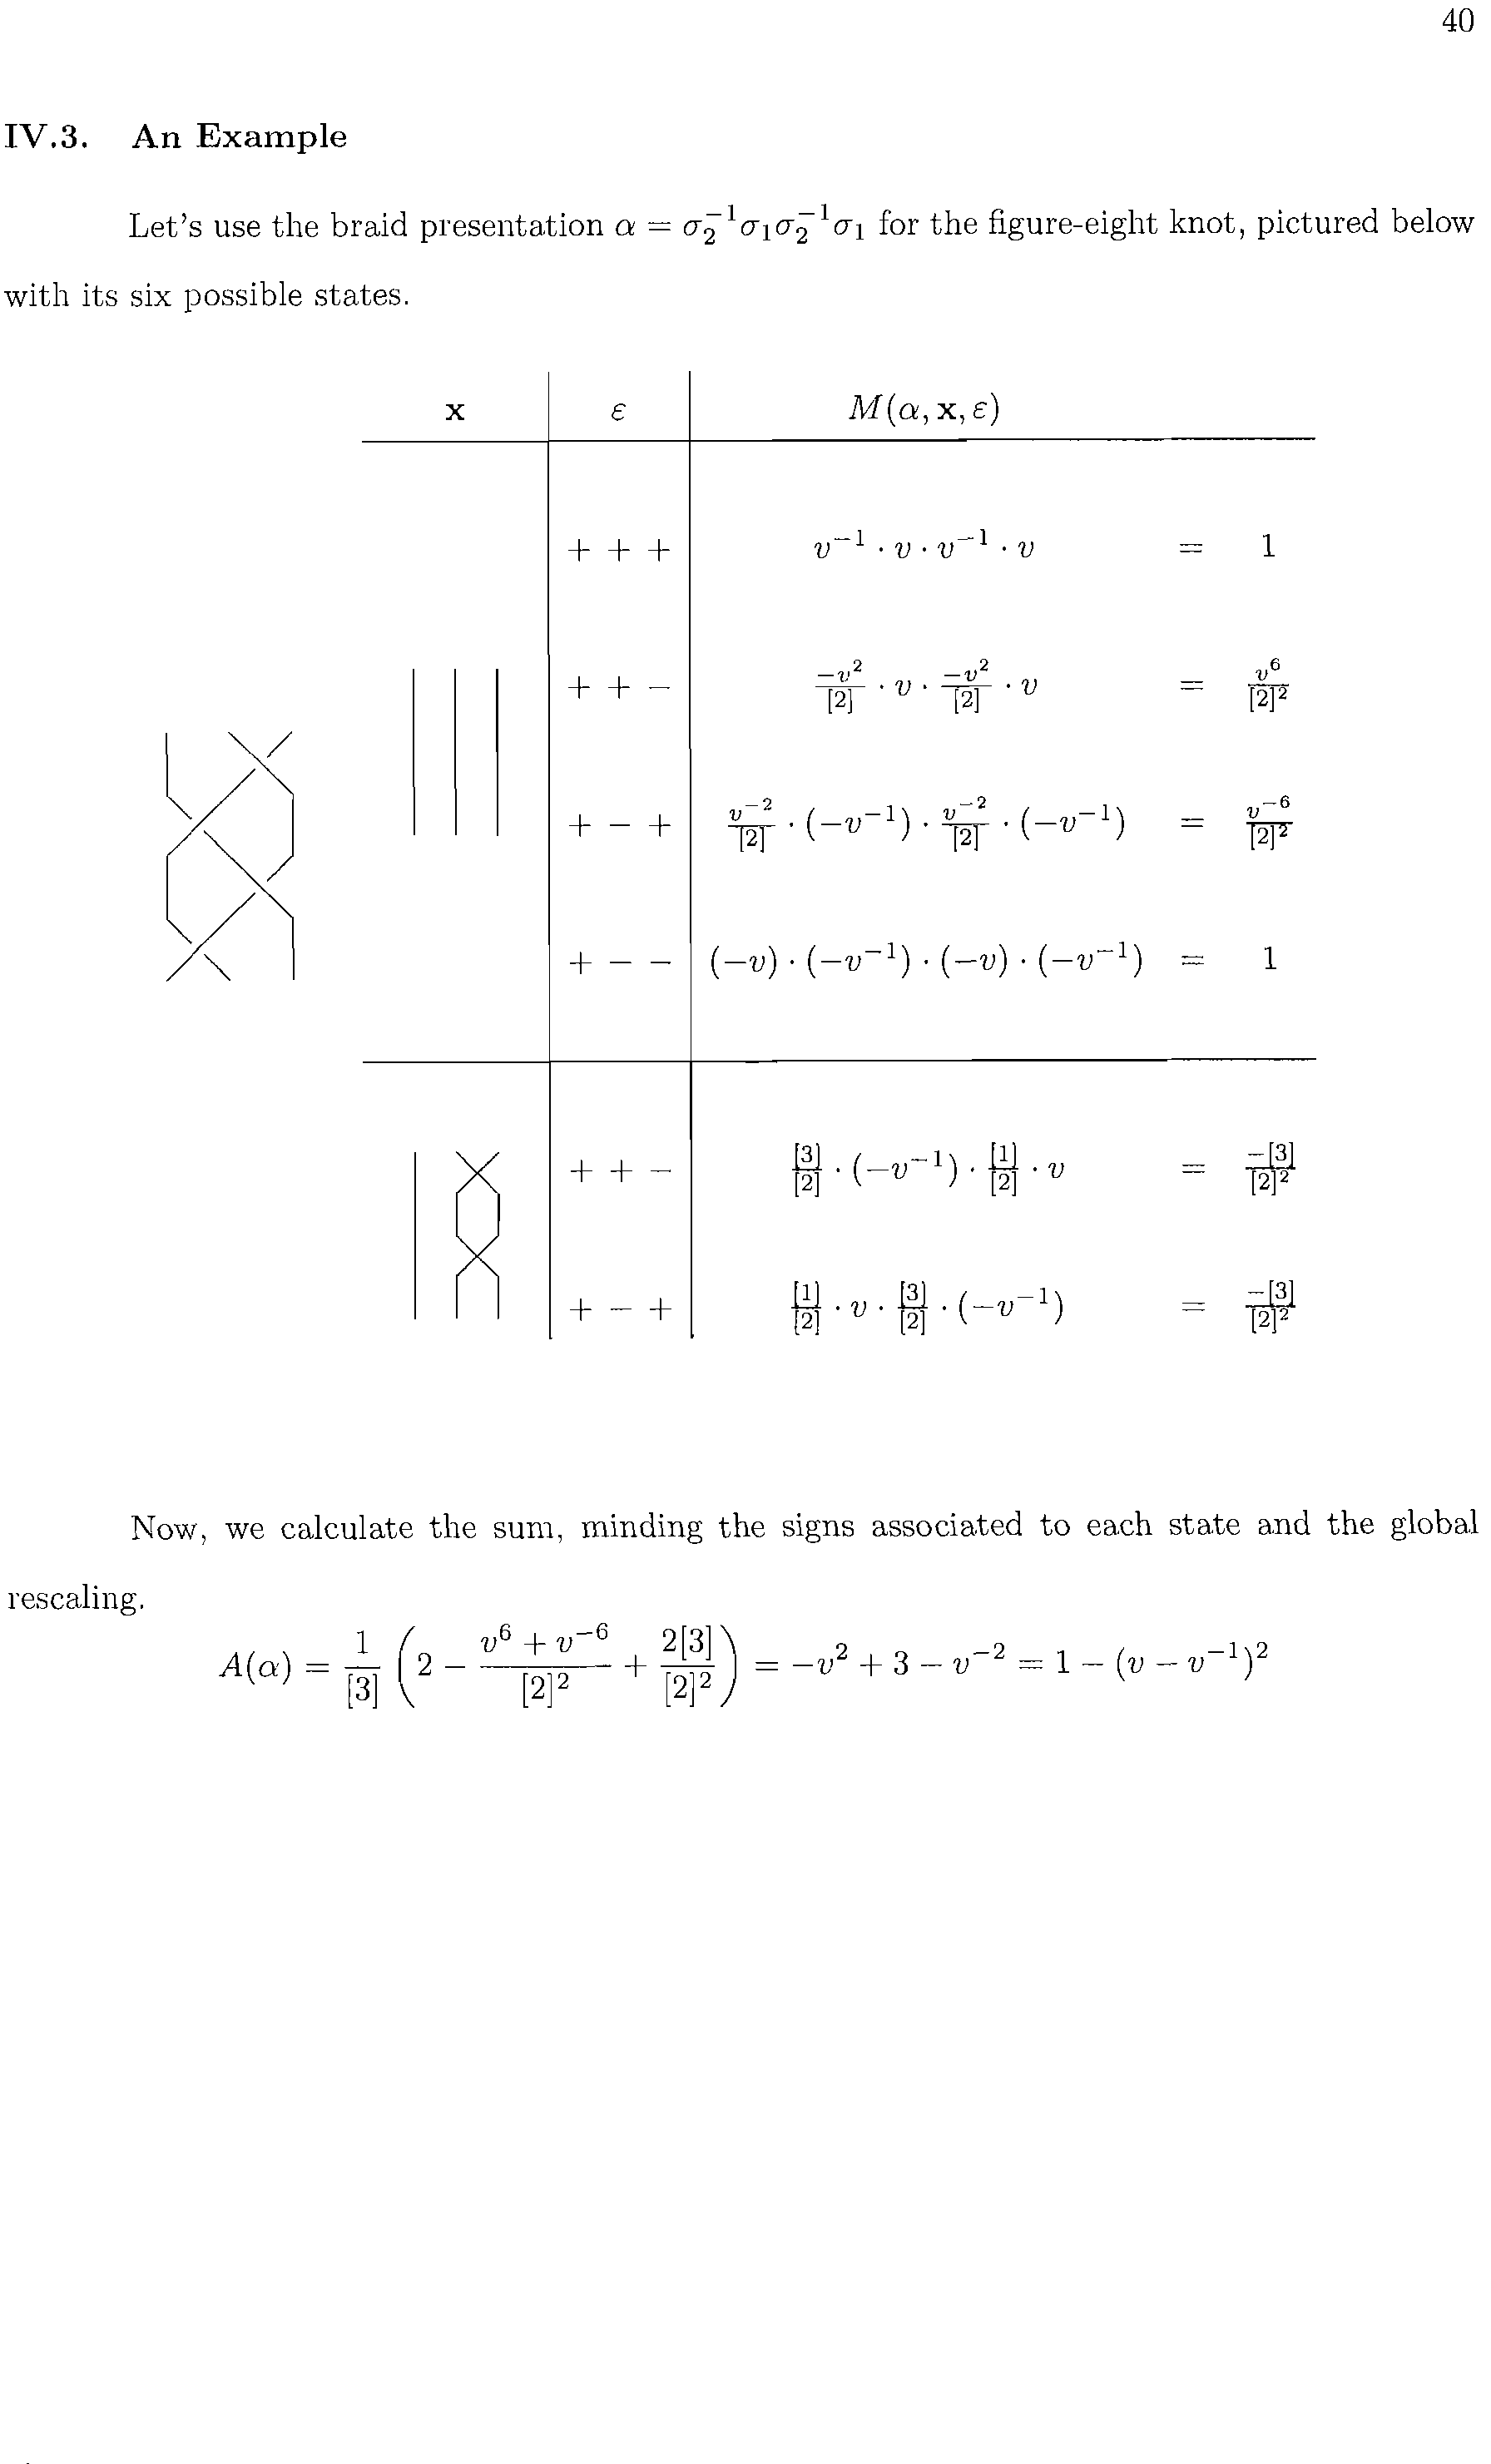 40
IV.3. An Example
Let's use the braid presentation α = σ₂⁻¹σ₁σ₂⁻¹σ₁ for the figure-eight knot, pictured below
with its six possible states.
x ε M(α, x, ε)
+ + + v⁻¹ · v · v⁻¹ · v = 1
+ + − −v²/[2] · v · −v²/[2] · v = v⁶/[2]²
+ − + v⁻²/[2] · (−v⁻¹) · v⁻²/[2] · (−v⁻¹) = v⁻⁶/[2]²
+ − − (−v) · (−v⁻¹) · (−v) · (−v⁻¹) = 1
+ + − [3]/[2] · (−v⁻¹) · [1]/[2] · v = −[3]/[2]²
+ − + [1]/[2] · v · [3]/[2] · (−v⁻¹) = −[3]/[2]²
Now, we calculate the sum, minding the signs associated to each state and the global
rescaling.
A(α) = 1/[3] (2 − (v⁶ + v⁻⁶)/[2]² + 2[3]/[2]²) = −v² + 3 − v⁻² = 1 − (v − v⁻¹)²